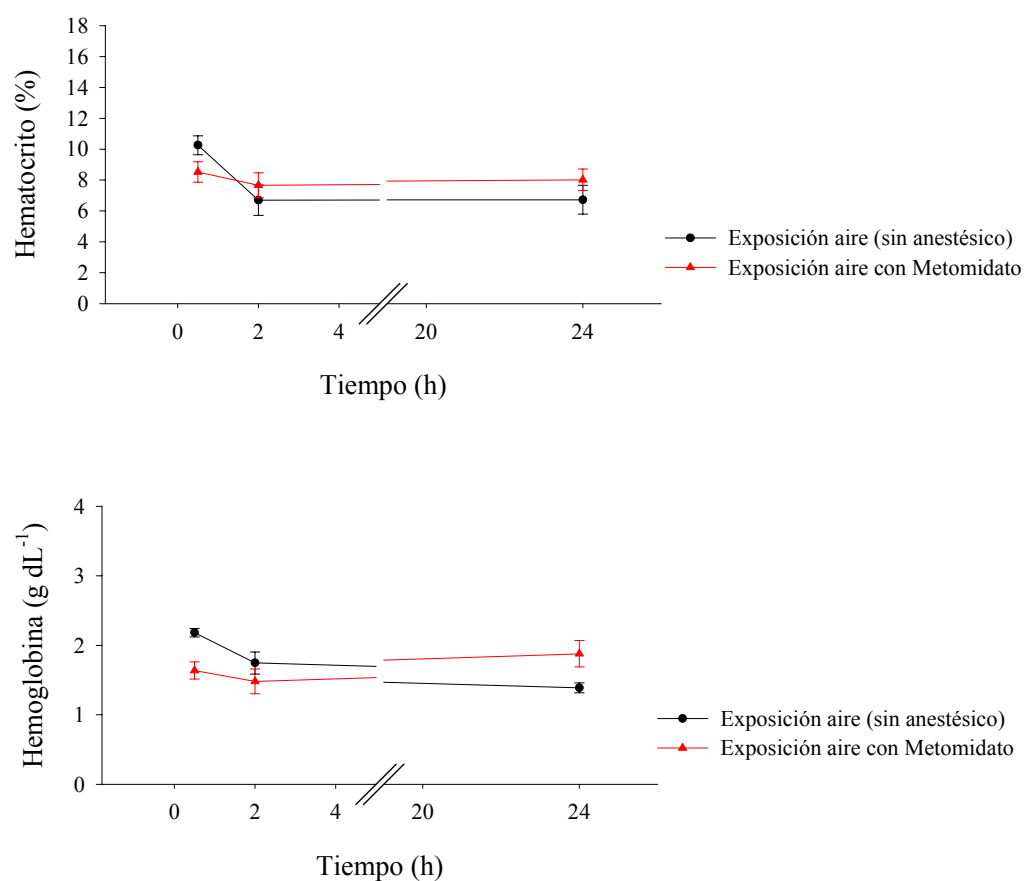 18
16
14
12
10
8
6
4
2
0
Hematocrito (%)
0 2 4 20 24
Tiempo (h)
Exposición aire (sin anestésico)
Exposición aire con Metomidato
4
3
2
1
0
Hemoglobina (g dL⁻¹)
0 2 4 20 24
Tiempo (h)
Exposición aire (sin anestésico)
Exposición aire con Metomidato